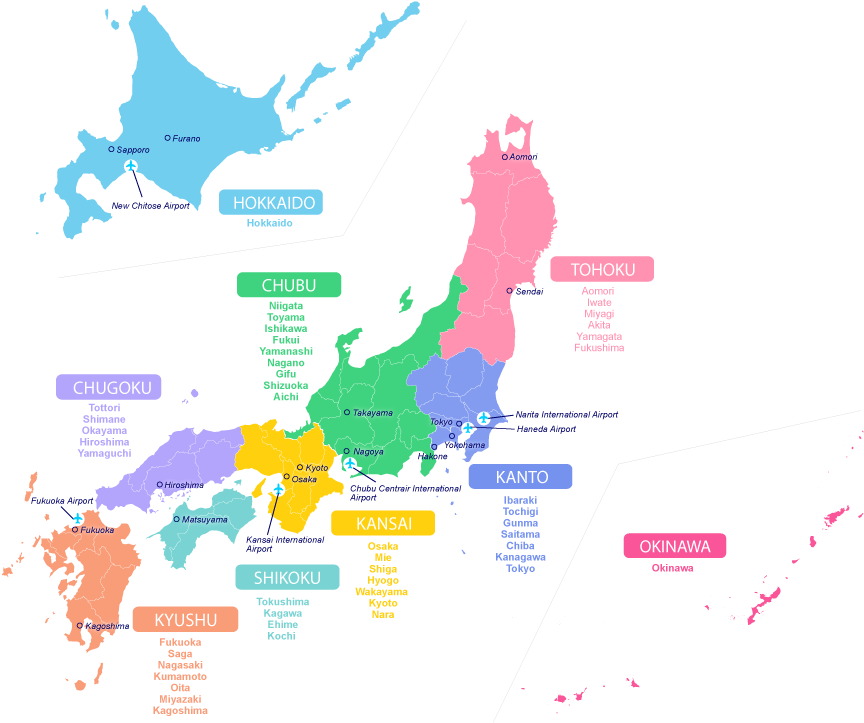 Furano
Sapporo
New Chitose Airport
HOKKAIDO
Hokkaido
Aomori
TOHOKU
Aomori
Iwate
Miyagi
Akita
Yamagata
Fukushima
Sendai
CHUBU
Niigata
Toyama
Ishikawa
Fukui
Yamanashi
Nagano
Gifu
Shizuoka
Aichi
CHUGOKU
Tottori
Shimane
Okayama
Hiroshima
Yamaguchi
Takayama
Nagoya
Tokyo
Yokohama
Hakone
Narita International Airport
Haneda Airport
Kyoto
Osaka
Chubu Centrair International
Airport
KANTO
Ibaraki
Tochigi
Gunma
Saitama
Chiba
Kanagawa
Tokyo
Hiroshima
Fukuoka Airport
Fukuoka
Matsuyama
Kansai International
Airport
KANSAI
Osaka
Mie
Shiga
Hyogo
Wakayama
Kyoto
Nara
OKINAWA
Okinawa
SHIKOKU
Tokushima
Kagawa
Ehime
Kochi
Kagoshima
KYUSHU
Fukuoka
Saga
Nagasaki
Kumamoto
Oita
Miyazaki
Kagoshima